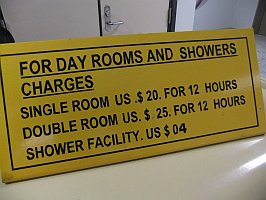 FOR DAY ROOMS AND SHOWERS
CHARGES
SINGLE ROOM US.$ 20. FOR 12 HOURS
DOUBLE ROOM US.$ 25. FOR 12 HOURS
SHOWER FACILITY. US $ 04